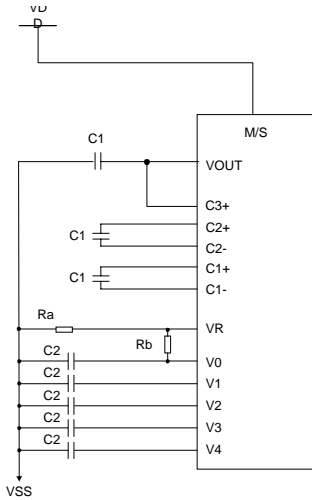 VD
D
M/S
C1
VOUT
C3+
C2+
C1
C2-
C1+
C1
C1-
Ra
VR
Rb
C2
V0
C2
V1
C2
V2
C2
V3
C2
V4
VSS